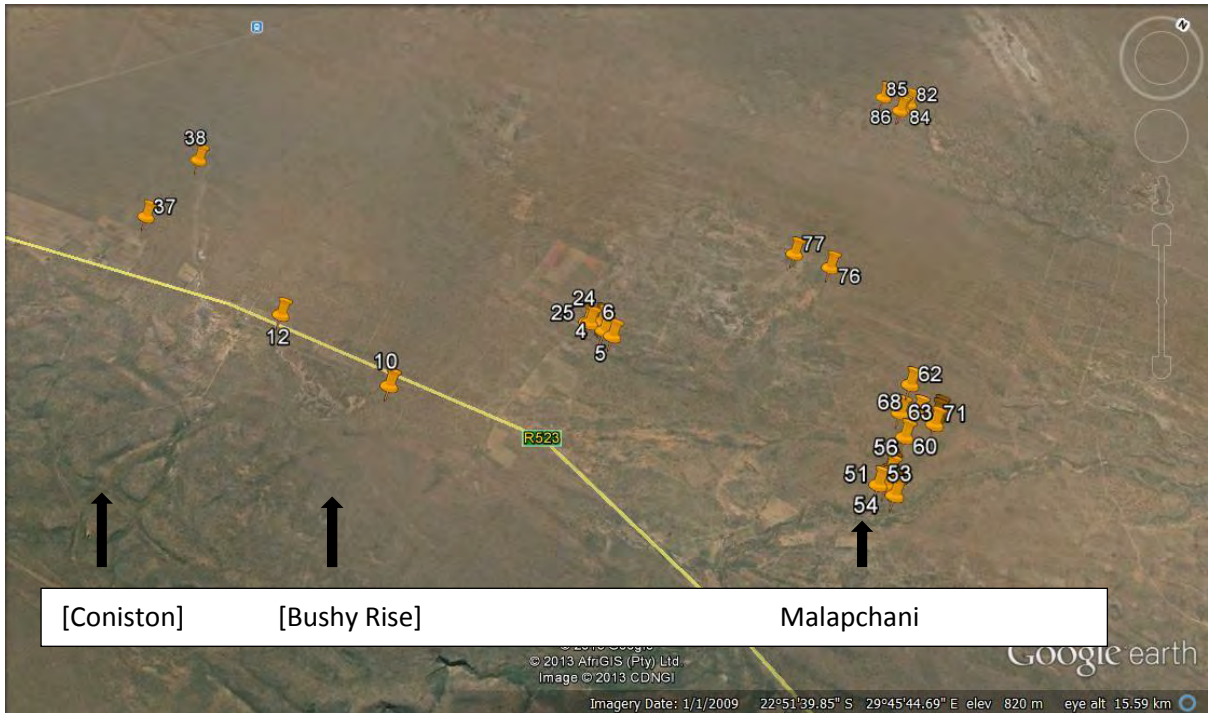 N
85 82
86 84
38
37
77
76
24
25 6
4
5
12
10
62
68 63 71
56 60
R523
51 53
54
[Coniston] [Bushy Rise] Malapchani
© 2013 AfriGIS (Pty) Ltd
Image © 2013 CDNGI
Google earth
Imagery Date: 1/1/2009 22°51'39.85" S 29°45'44.69" E elev 820 m eye alt 15.59 km